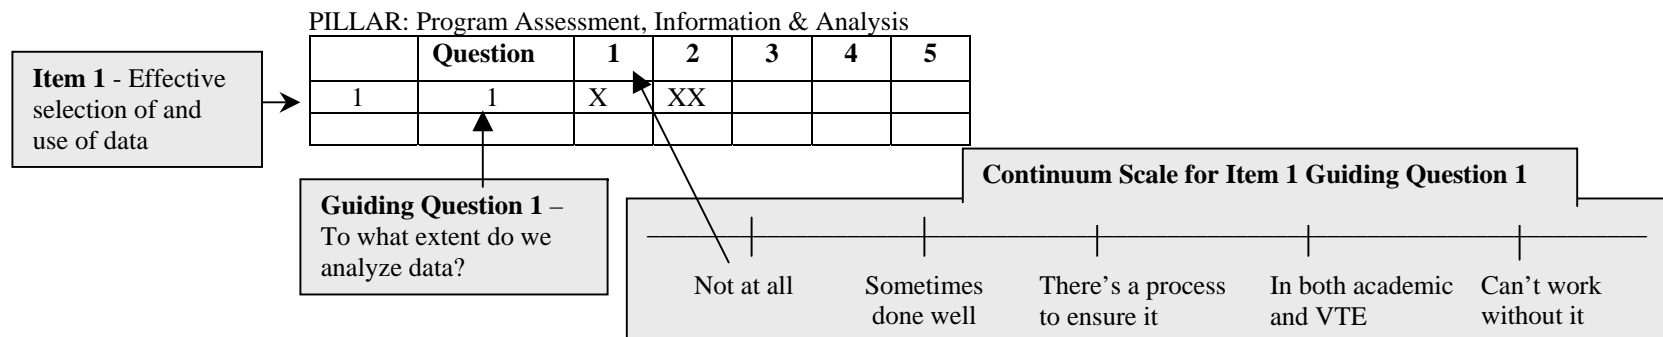 PILLAR: Program Assessment, Information & Analysis
Question 1 2 3 4 5
Item 1 - Effective
selection of and
use of data
1 1 X XX
Guiding Question 1 –
To what extent do we
analyze data?
Continuum Scale for Item 1 Guiding Question 1
Not at all
Sometimes
done well
There’s a process
to ensure it
In both academic
and VTE
Can’t work
without it